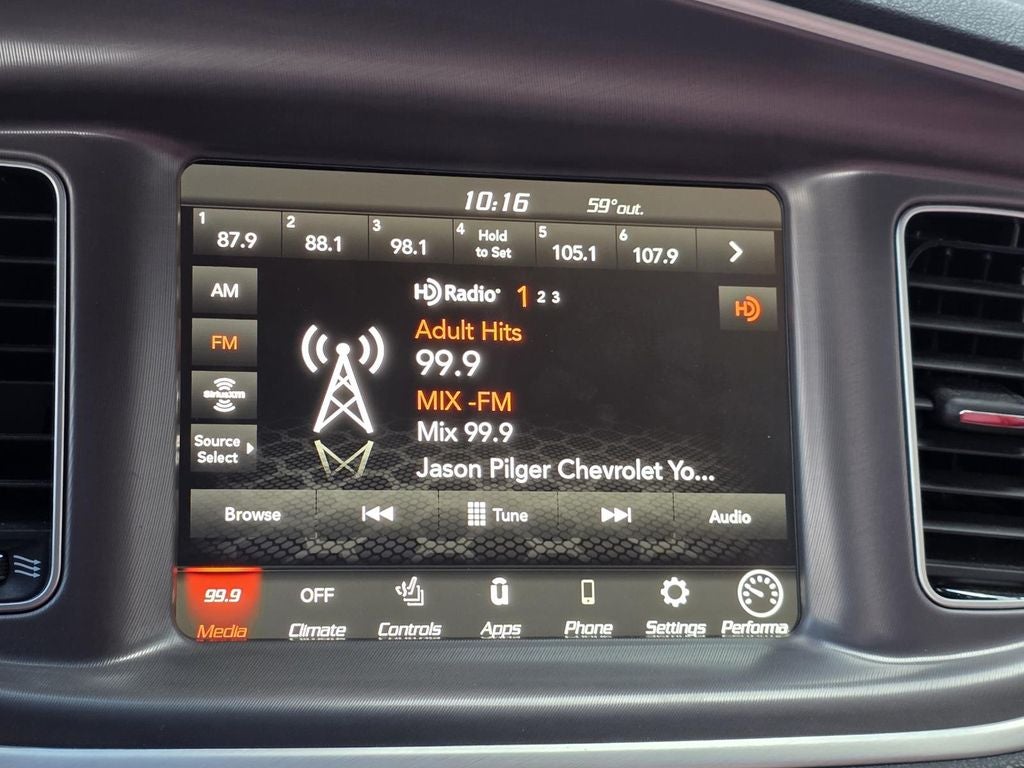 10:16 59° out.
1 87.9 2 88.1 3 98.1 4 Hold to Set 5 105.1 6 107.9
AM
HD Radio 1 2 3
HD
FM
Adult Hits
99.9
SiriusXM
MIX -FM
Mix 99.9
Source Select
Jason Pilger Chevrolet Yo...
Browse Tune Audio
99.9 OFF
Media Climate Controls Apps Phone Settings Performa